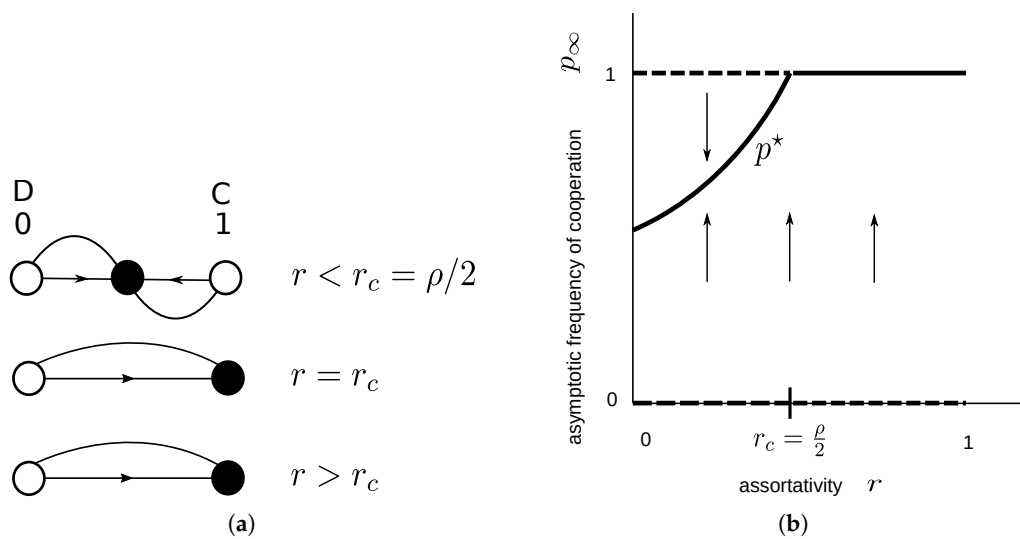 D C
0 1
r < r_c = ρ/2
r = r_c
r > r_c
(a)
p_∞
asymptotic frequency of cooperation
1
p⋆
0
0 r_c = ρ/2 1
assortativity r
(b)